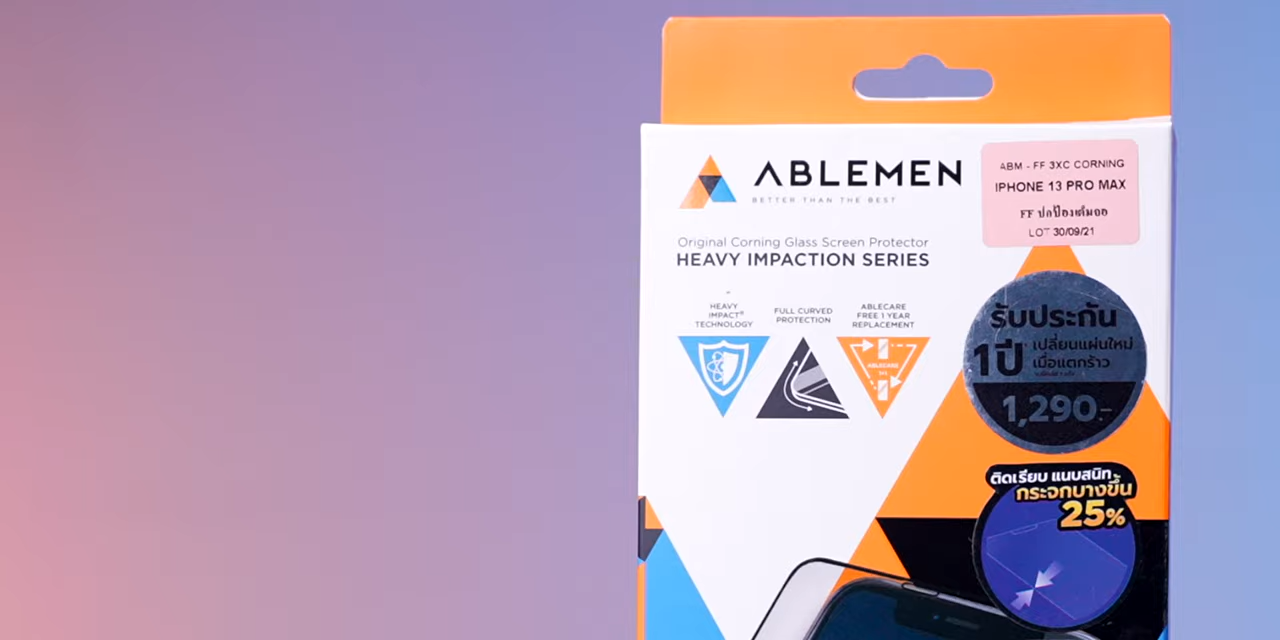 ABLEMEN
BETTER THAN THE BEST
ABM - FF 3XC CORNING
IPHONE 13 PRO MAX
FF ปกป้องเต็มจอ
LOT 30/09/21
Original Corning Glass Screen Protector
HEAVY IMPACTION SERIES
HEAVY
IMPACT®
TECHNOLOGY
FULL CURVED
PROTECTION
ABLECARE
FREE 1 YEAR
REPLACEMENT
ABLECARE
รับประกัน
1ปี
เปลี่ยนแผ่นใหม่
เมื่อแตกร้าว
1,290.-
ติดเรียบ แนบสนิท
กระจกบางขึ้น
25%